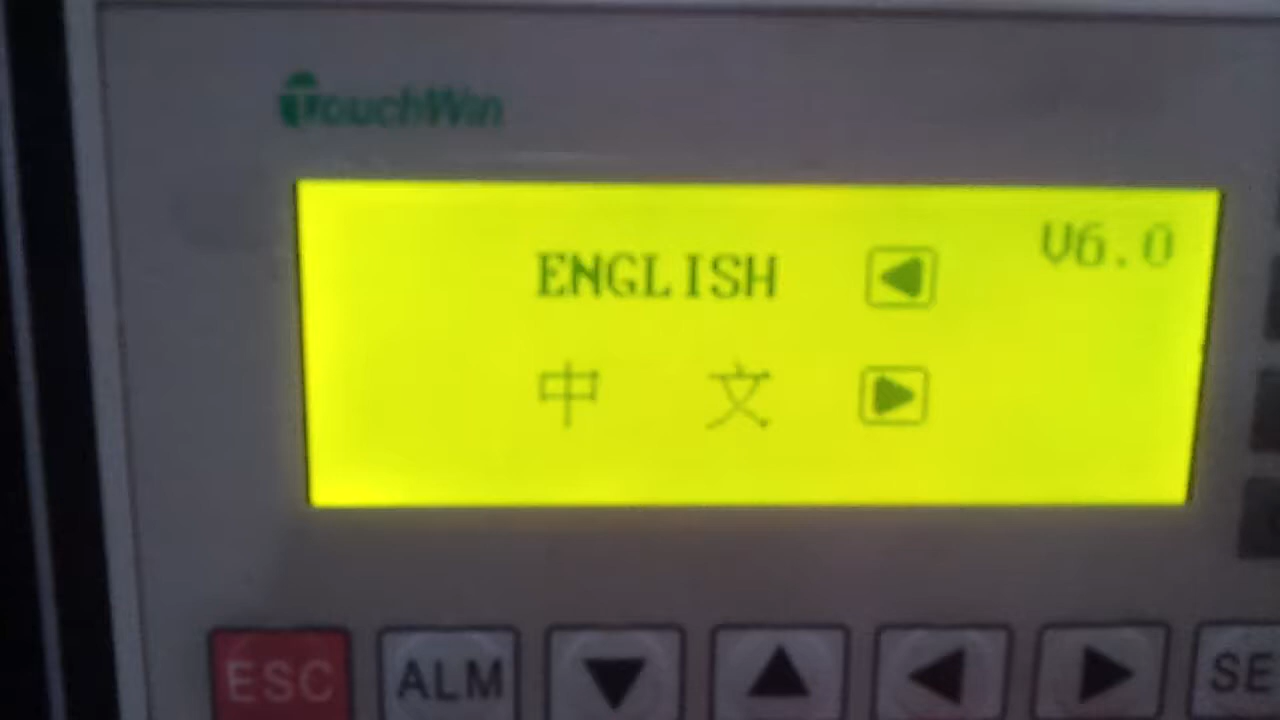 TouchWin
V6.0
ENGLISH ◀
中 文 ▶
ESC ALM ▼ ▲ ◀ ▶ SE